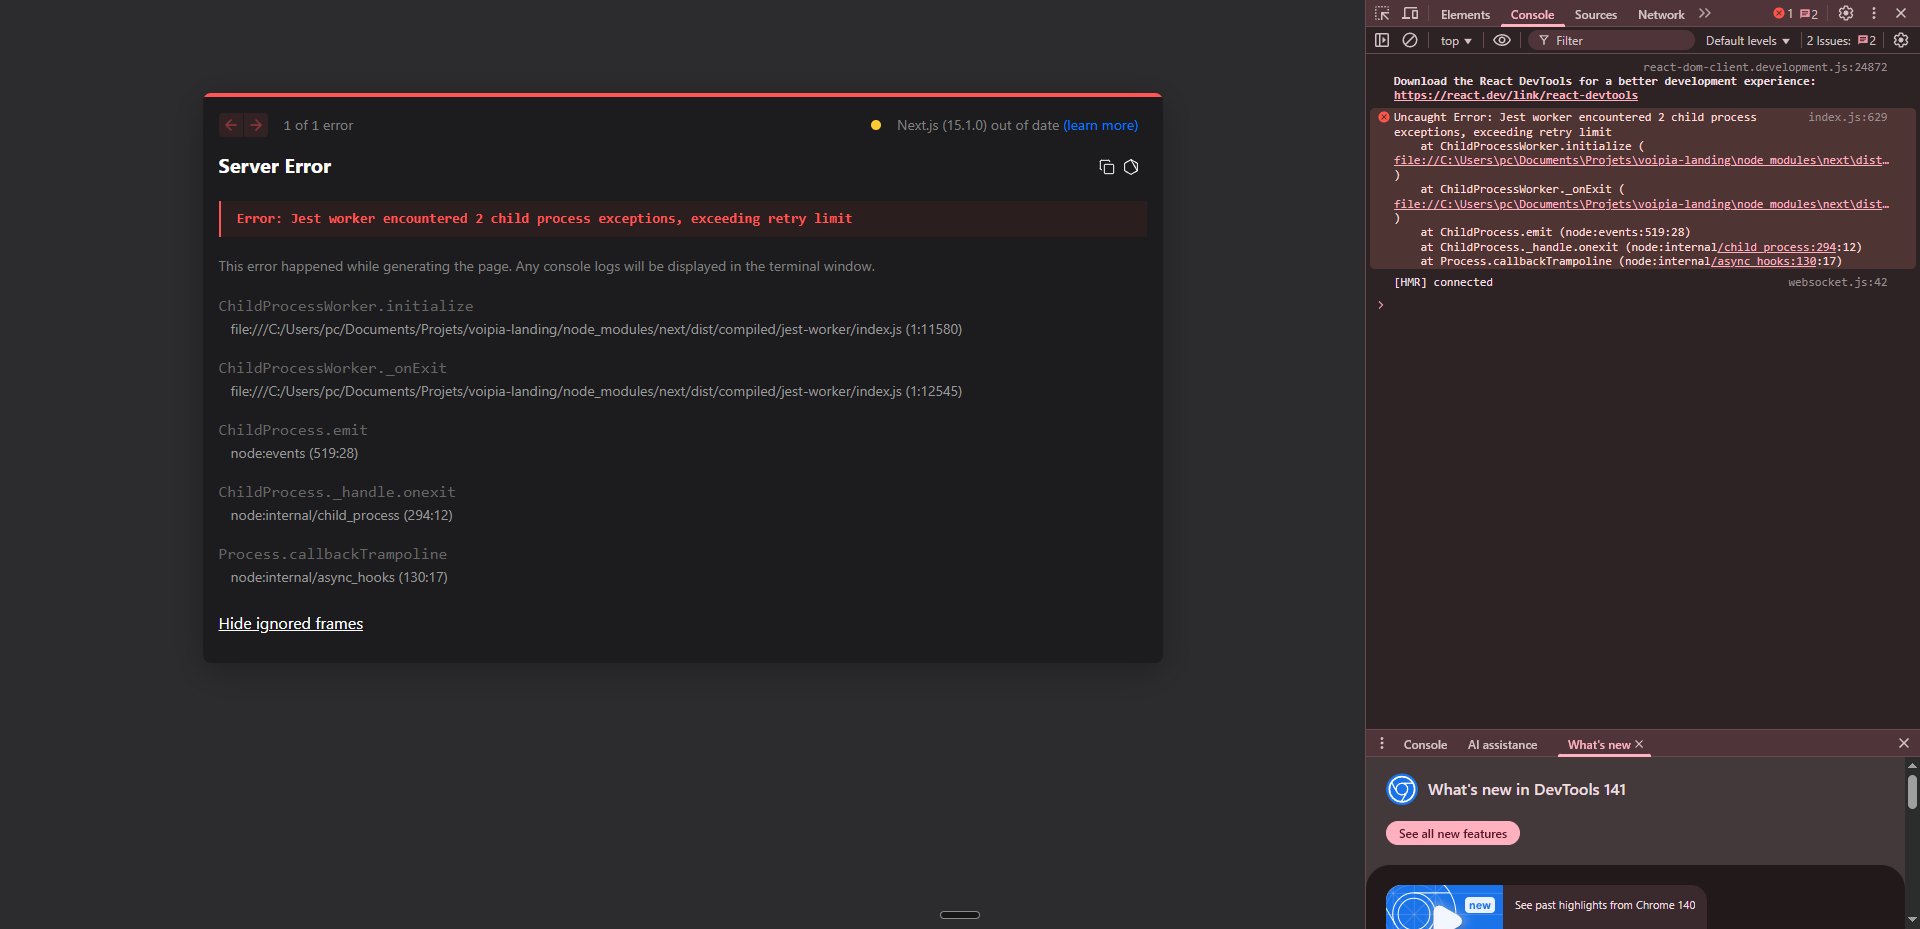 1 of 1 error
Next.js (15.1.0) out of date (learn more)
Server Error
Error: Jest worker encountered 2 child process exceptions, exceeding retry limit
This error happened while generating the page. Any console logs will be displayed in the terminal window.
ChildProcessWorker.initialize
file:///C:/Users/pc/Documents/Projets/voipia-landing/node_modules/next/dist/compiled/jest-worker/index.js (1:11580)
ChildProcessWorker._onExit
file:///C:/Users/pc/Documents/Projets/voipia-landing/node_modules/next/dist/compiled/jest-worker/index.js (1:12545)
ChildProcess.emit
node:events (519:28)
ChildProcess._handle.onexit
node:internal/child_process (294:12)
Process.callbackTrampoline
node:internal/async_hooks (130:17)
Hide ignored frames
Elements Console Sources Network 1 2
top Filter Default levels 2 Issues: 2
react-dom-client.development.js:24872
Download the React DevTools for a better development experience:
https://react.dev/link/react-devtools
Uncaught Error: Jest worker encountered 2 child process index.js:629
exceptions, exceeding retry limit
at ChildProcessWorker.initialize (
file://C:\Users\pc\Documents\Projets\voipia-landing\node_modules\next\dist…
)
at ChildProcessWorker._onExit (
file://C:\Users\pc\Documents\Projets\voipia-landing\node_modules\next\dist…
)
at ChildProcess.emit (node:events:519:28)
at ChildProcess._handle.onexit (node:internal/child_process:294:12)
at Process.callbackTrampoline (node:internal/async_hooks:130:17)
[HMR] connected websocket.js:42
Console AI assistance What's new
What's new in DevTools 141
See all new features
new
See past highlights from Chrome 140